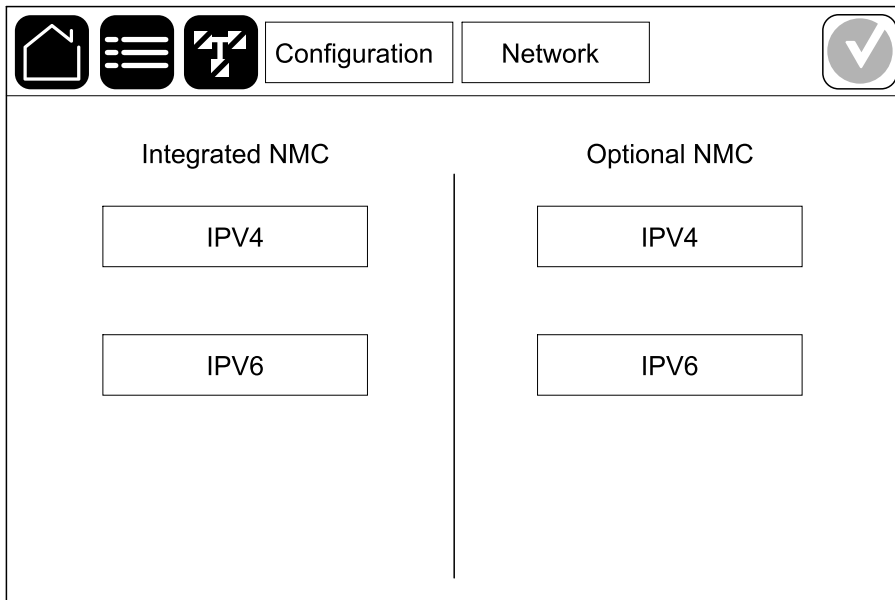 Configuration
Network
Integrated NMC
Optional NMC
IPV4
IPV4
IPV6
IPV6